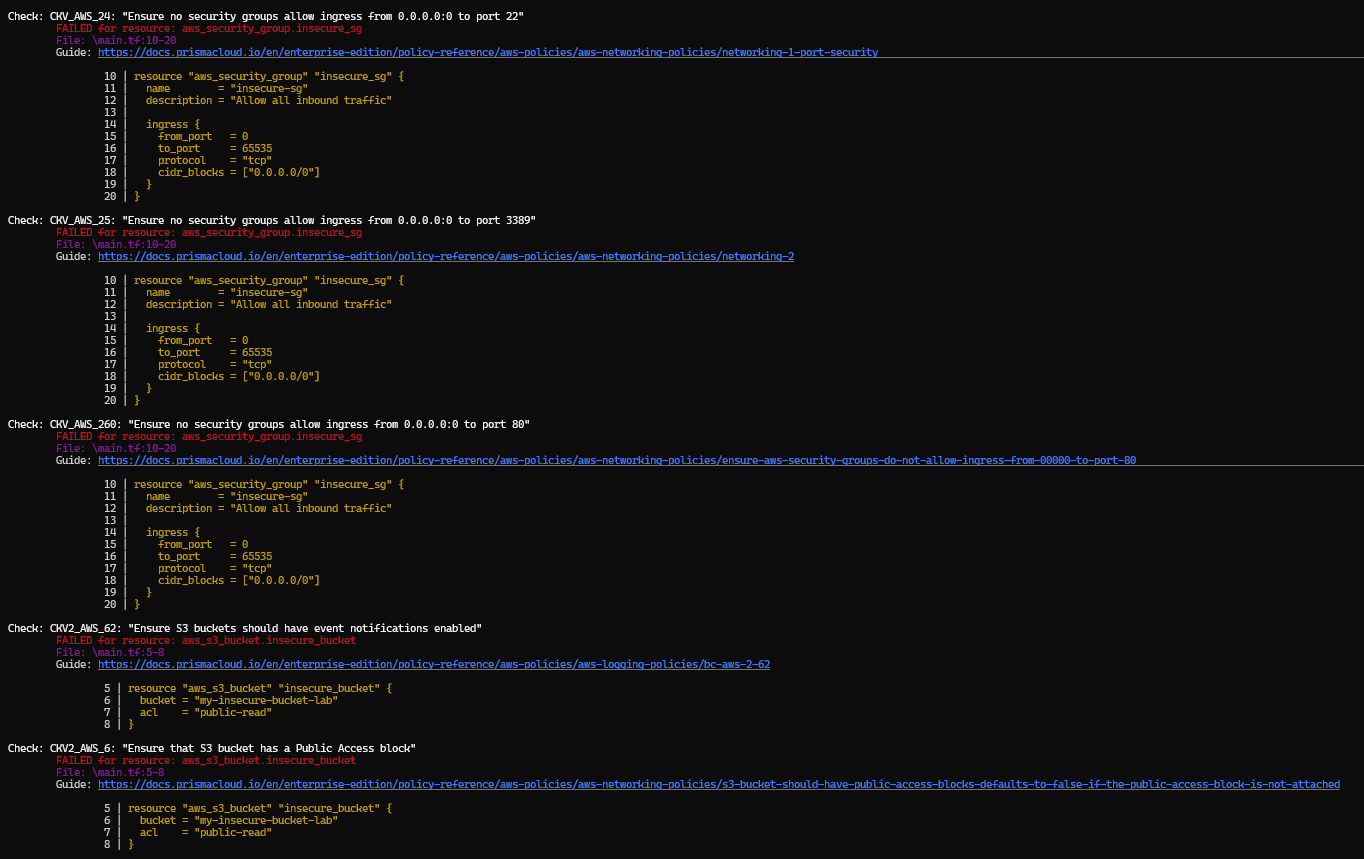 Check: CKV_AWS_24: "Ensure no security groups allow ingress from 0.0.0.0:0 to port 22"
        FAILED for resource: aws_security_group.insecure_sg
        File: \main.tf:10-20
        Guide: https://docs.prismacloud.io/en/enterprise-edition/policy-reference/aws-policies/aws-networking-policies/networking-1-port-security
                10 | resource "aws_security_group" "insecure_sg" {
                11 |   name        = "insecure-sg"
                12 |   description = "Allow all inbound traffic"
                13 |
                14 |   ingress {
                15 |     from_port   = 0
                16 |     to_port     = 65535
                17 |     protocol    = "tcp"
                18 |     cidr_blocks = ["0.0.0.0/0"]
                19 |   }
                20 | }
Check: CKV_AWS_25: "Ensure no security groups allow ingress from 0.0.0.0:0 to port 3389"
        FAILED for resource: aws_security_group.insecure_sg
        File: \main.tf:10-20
        Guide: https://docs.prismacloud.io/en/enterprise-edition/policy-reference/aws-policies/aws-networking-policies/networking-2
                10 | resource "aws_security_group" "insecure_sg" {
                11 |   name        = "insecure-sg"
                12 |   description = "Allow all inbound traffic"
                13 |
                14 |   ingress {
                15 |     from_port   = 0
                16 |     to_port     = 65535
                17 |     protocol    = "tcp"
                18 |     cidr_blocks = ["0.0.0.0/0"]
                19 |   }
                20 | }
Check: CKV_AWS_260: "Ensure no security groups allow ingress from 0.0.0.0:0 to port 80"
        FAILED for resource: aws_security_group.insecure_sg
        File: \main.tf:10-20
        Guide: https://docs.prismacloud.io/en/enterprise-edition/policy-reference/aws-policies/aws-networking-policies/ensure-aws-security-groups-do-not-allow-ingress-from-00000-to-port-80
                10 | resource "aws_security_group" "insecure_sg" {
                11 |   name        = "insecure-sg"
                12 |   description = "Allow all inbound traffic"
                13 |
                14 |   ingress {
                15 |     from_port   = 0
                16 |     to_port     = 65535
                17 |     protocol    = "tcp"
                18 |     cidr_blocks = ["0.0.0.0/0"]
                19 |   }
                20 | }
Check: CKV2_AWS_62: "Ensure S3 buckets should have event notifications enabled"
        FAILED for resource: aws_s3_bucket.insecure_bucket
        File: \main.tf:5-8
        Guide: https://docs.prismacloud.io/en/enterprise-edition/policy-reference/aws-policies/aws-logging-policies/bc-aws-2-62
                5 | resource "aws_s3_bucket" "insecure_bucket" {
                6 |   bucket = "my-insecure-bucket-lab"
                7 |   acl    = "public-read"
                8 | }
Check: CKV2_AWS_6: "Ensure that S3 bucket has a Public Access block"
        FAILED for resource: aws_s3_bucket.insecure_bucket
        File: \main.tf:5-8
        Guide: https://docs.prismacloud.io/en/enterprise-edition/policy-reference/aws-policies/aws-networking-policies/s3-bucket-should-have-public-access-blocks-defaults-to-false-if-the-public-access-block-is-not-attached
                5 | resource "aws_s3_bucket" "insecure_bucket" {
                6 |   bucket = "my-insecure-bucket-lab"
                7 |   acl    = "public-read"
                8 | }